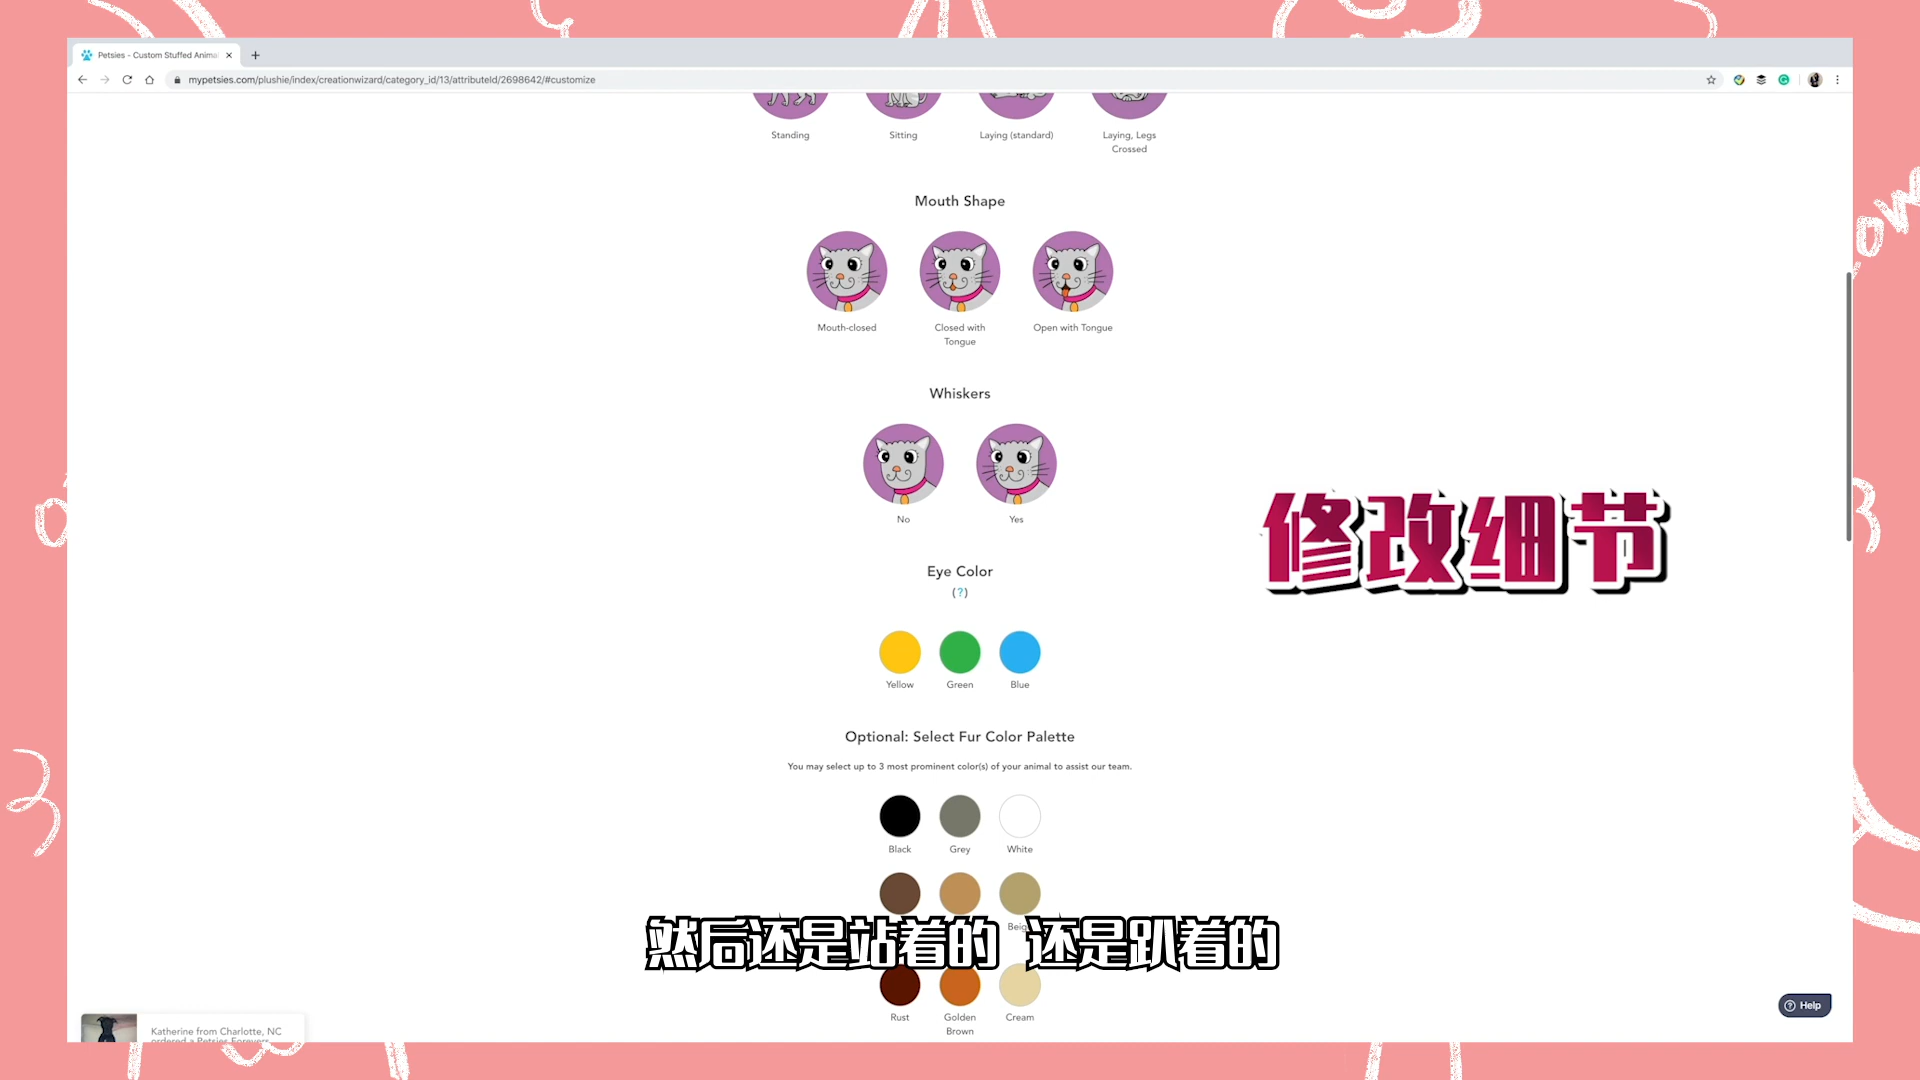 Petsies - Custom Stuffed Anima
mypetsies.com/plushie/index/creationwizard/category_id/13/attributeId/2698642/#customize
Standing
Sitting
Laying (standard)
Laying, Legs
Crossed
Mouth Shape
Mouth-closed
Closed with
Tongue
Open with Tongue
Whiskers
No
Yes
修改细节
Eye Color
(?)
Yellow
Green
Blue
Optional: Select Fur Color Palette
You may select up to 3 most prominent color(s) of your animal to assist our team.
Black
Grey
White
然后还是站着的 还是趴着的
Rust
Golden
Brown
Cream
Help
Katherine from Charlotte, NC
ordered a Petsies Forevers